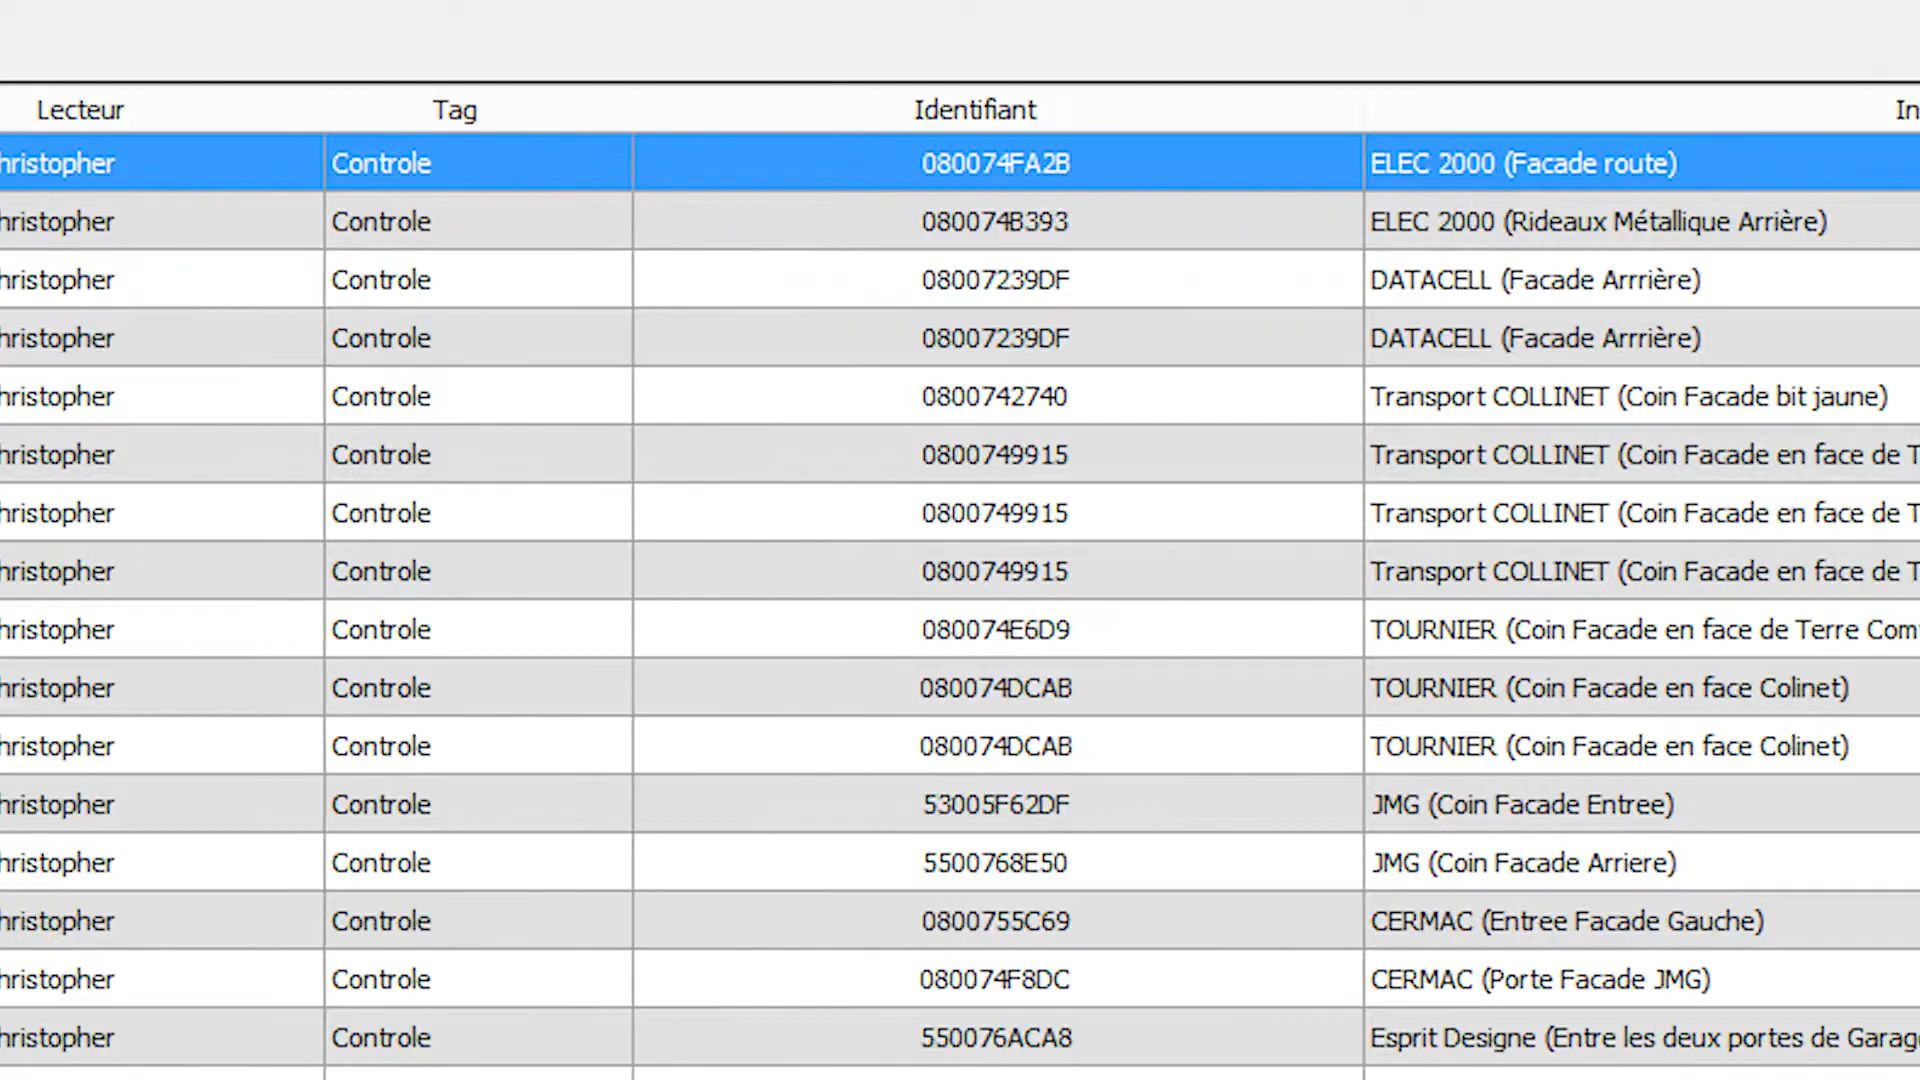 Lecteur Tag Identifiant In
hristopher Controle 080074FA2B ELEC 2000 (Facade route)
hristopher Controle 080074B393 ELEC 2000 (Rideaux Métallique Arrière)
hristopher Controle 08007239DF DATACELL (Facade Arrrière)
hristopher Controle 08007239DF DATACELL (Facade Arrrière)
hristopher Controle 0800742740 Transport COLLINET (Coin Facade bit jaune)
hristopher Controle 0800749915 Transport COLLINET (Coin Facade en face de T
hristopher Controle 0800749915 Transport COLLINET (Coin Facade en face de T
hristopher Controle 0800749915 Transport COLLINET (Coin Facade en face de T
hristopher Controle 080074E6D9 TOURNIER (Coin Facade en face de Terre Com
hristopher Controle 080074DCAB TOURNIER (Coin Facade en face Colinet)
hristopher Controle 080074DCAB TOURNIER (Coin Facade en face Colinet)
hristopher Controle 53005F62DF JMG (Coin Facade Entree)
hristopher Controle 5500768E50 JMG (Coin Facade Arriere)
hristopher Controle 0800755C69 CERMAC (Entree Facade Gauche)
hristopher Controle 080074F8DC CERMAC (Porte Facade JMG)
hristopher Controle 550076ACA8 Esprit Designe (Entre les deux portes de Garag